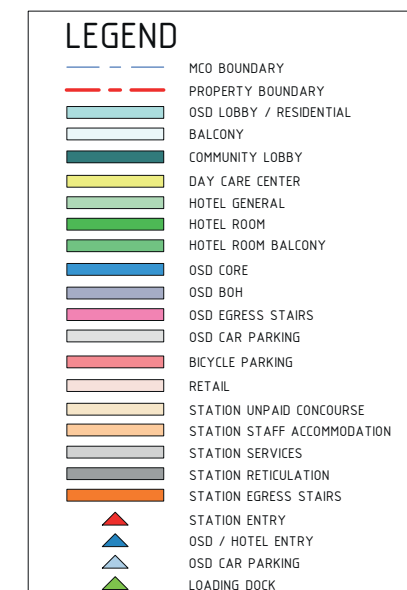 LEGEND
MCO BOUNDARY
PROPERTY BOUNDARY
OSD LOBBY / RESIDENTIAL
BALCONY
COMMUNITY LOBBY
DAY CARE CENTER
HOTEL GENERAL
HOTEL ROOM
HOTEL ROOM BALCONY
OSD CORE
OSD BOH
OSD EGRESS STAIRS
OSD CAR PARKING
BICYCLE PARKING
RETAIL
STATION UNPAID CONCOURSE
STATION STAFF ACCOMMODATION
STATION SERVICES
STATION RETICULATION
STATION EGRESS STAIRS
STATION ENTRY
OSD / HOTEL ENTRY
OSD CAR PARKING
LOADING DOCK